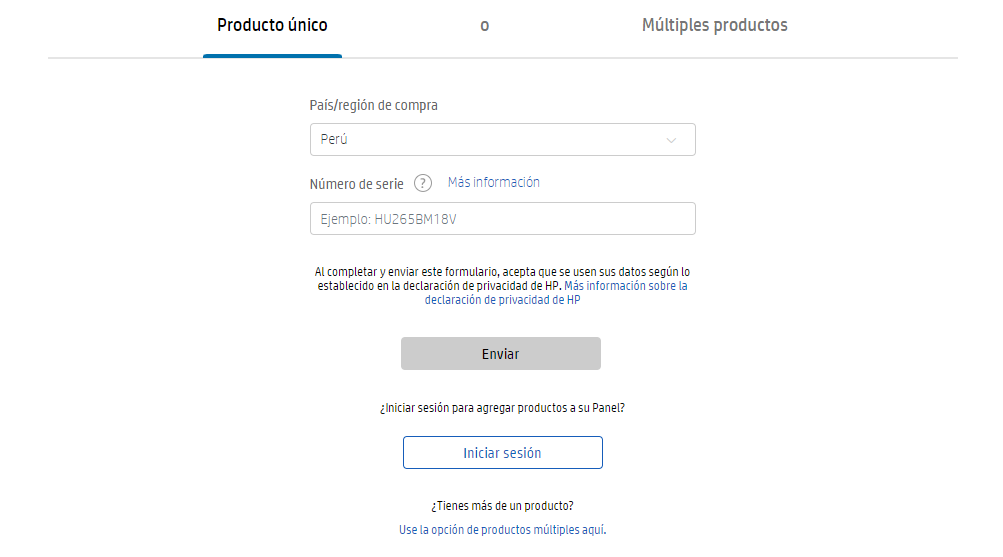 Producto único
o
Múltiples productos
País/región de compra
Perú
Número de serie ? Más información
Ejemplo: HU265BM18V
Al completar y enviar este formulario, acepta que se usen sus datos según lo
establecido en la declaración de privacidad de HP. Más información sobre la
declaración de privacidad de HP
Enviar
¿Iniciar sesión para agregar productos a su Panel?
Iniciar sesión
¿Tienes más de un producto?
Use la opción de productos múltiples aquí.